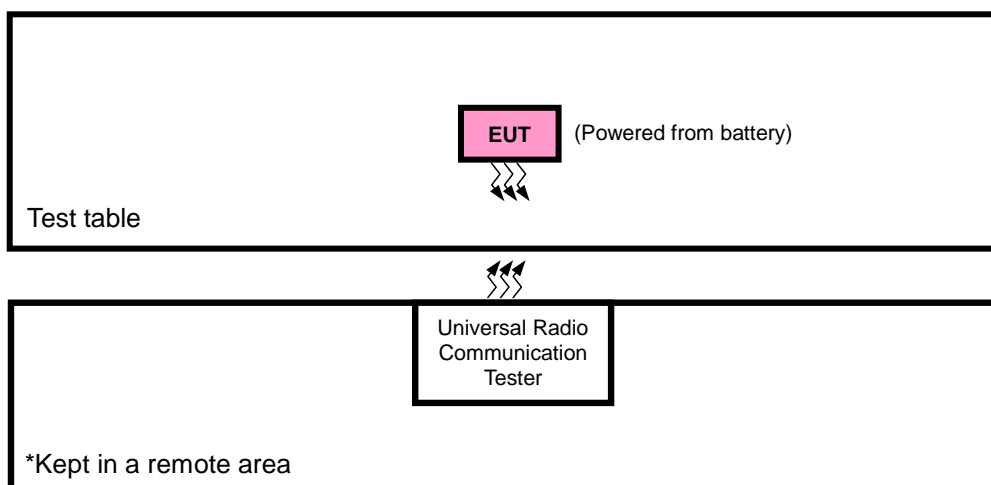 EUT
(Powered from battery)
Test table
Universal Radio
Communication
Tester
*Kept in a remote area